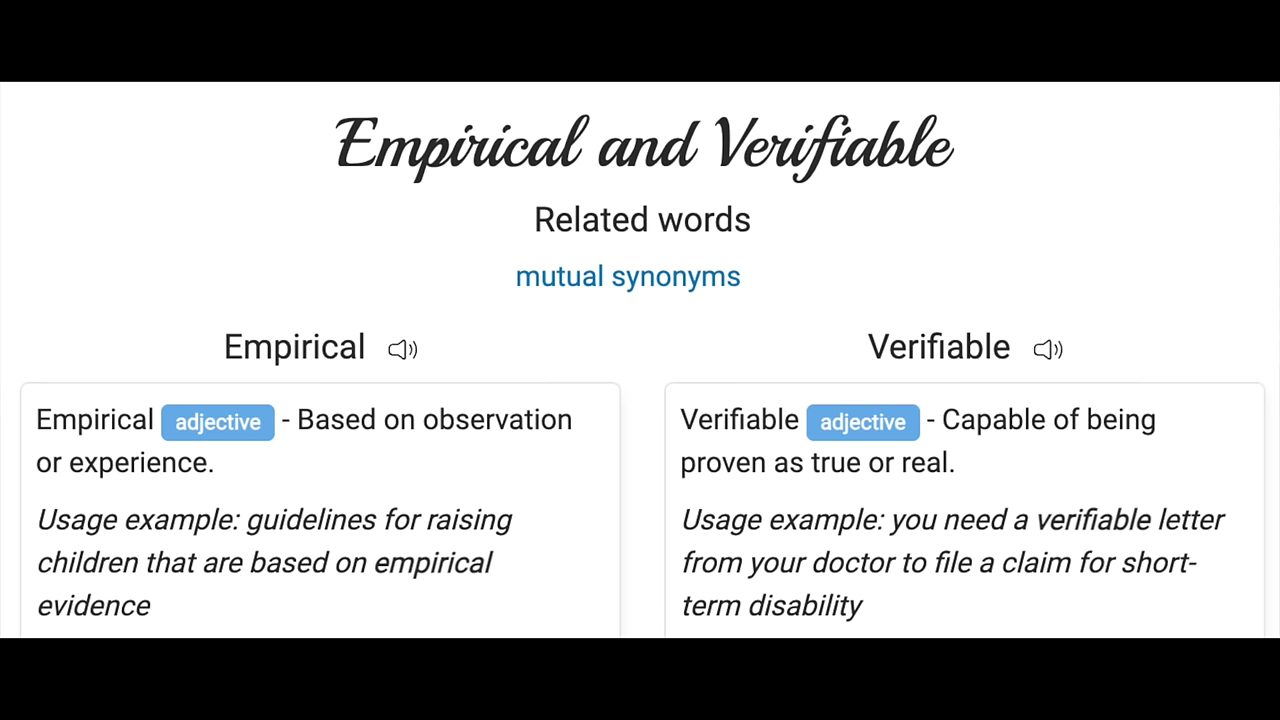 Empirical and Verifiable
Related words
mutual synonyms
Empirical
Empirical adjective - Based on observation
or experience.
Usage example: guidelines for raising
children that are based on empirical
evidence
Verifiable
Verifiable adjective - Capable of being
proven as true or real.
Usage example: you need a verifiable letter
from your doctor to file a claim for short-
term disability